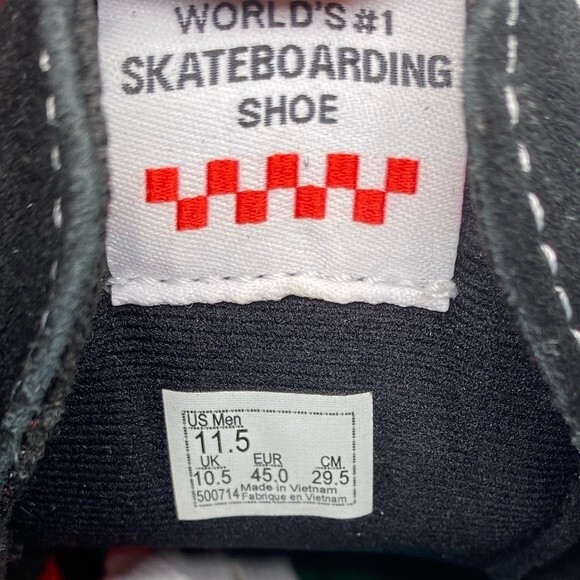 WORLD'S #1
SKATEBOARDING
SHOE
US Men
11.5
UK EUR CM
10.5 45.0 29.5
500714 Made in Vietnam
Fabrique en Vietnam